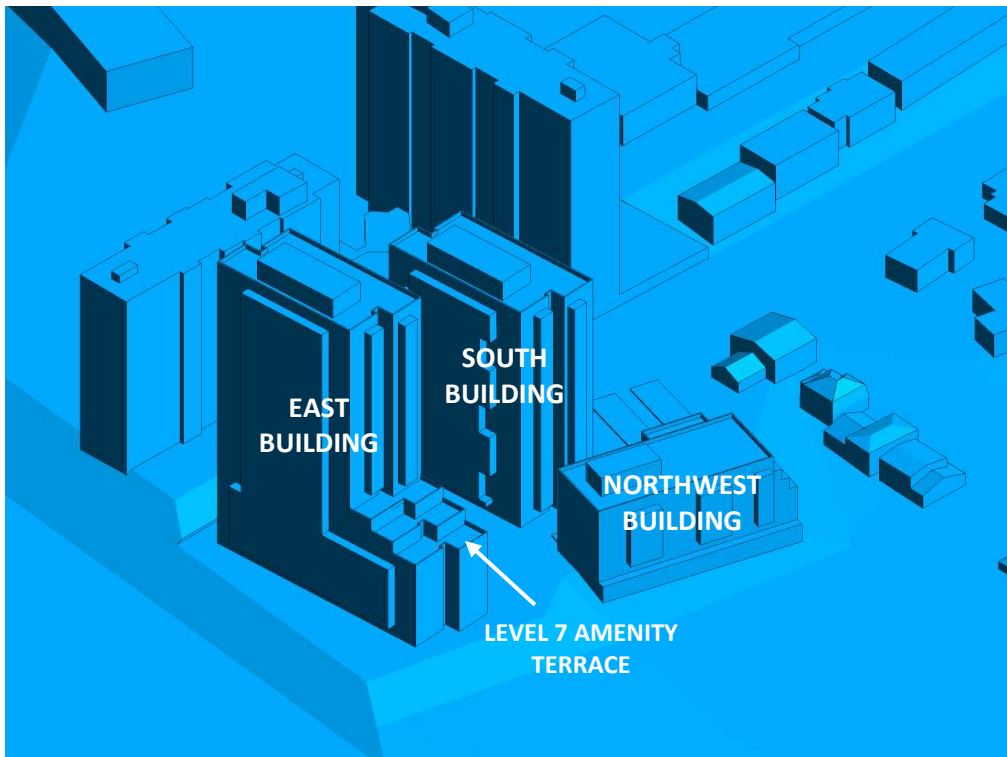 SOUTH
BUILDING
EAST
BUILDING
NORTHWEST
BUILDING
LEVEL 7 AMENITY
TERRACE